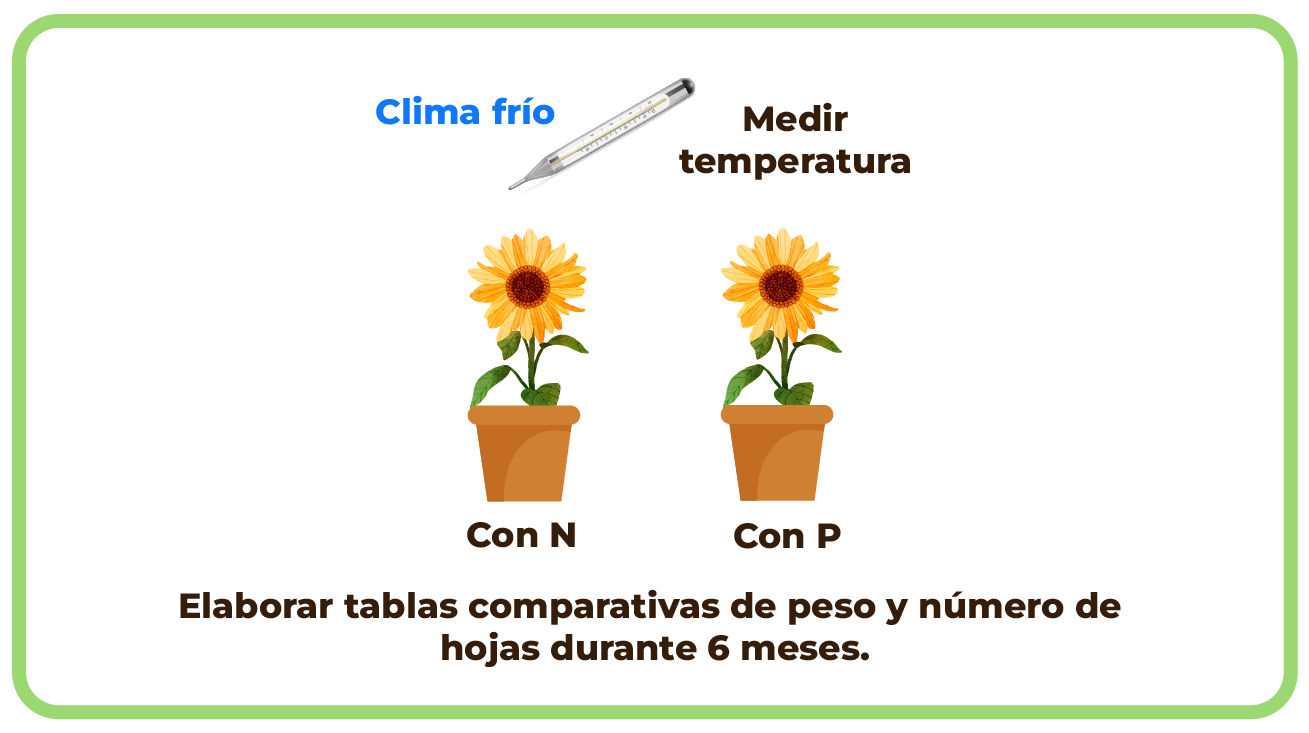 Clima frío
Medir
temperatura
Con N
Con P
Elaborar tablas comparativas de peso y número de
hojas durante 6 meses.